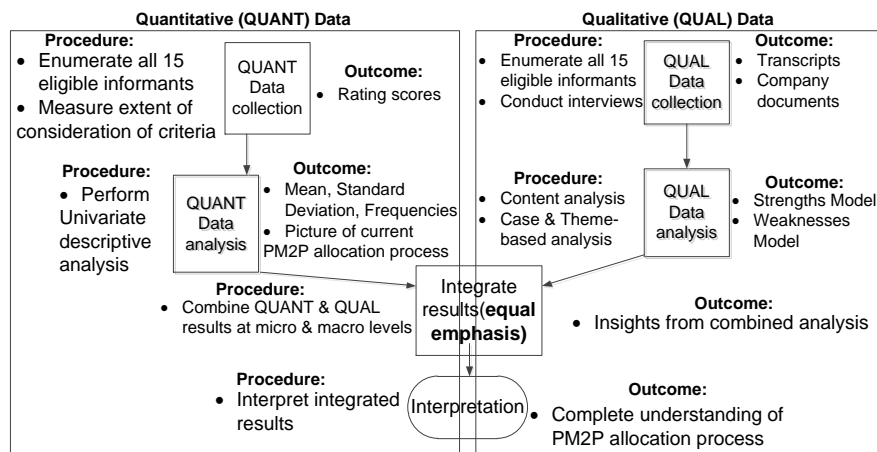 Quantitative (QUANT) Data
Procedure:
• Enumerate all 15
eligible informants
• Measure extent of
consideration of criteria
QUANT
Data
collection
Outcome:
• Rating scores
Procedure:
• Perform
Univariate
descriptive
analysis
QUANT
Data
analysis
Outcome:
• Mean, Standard
Deviation, Frequencies
• Picture of current
PM2P allocation process
Qualitative (QUAL) Data
Procedure:
• Enumerate all 15
eligible informants
• Conduct interviews
QUAL
Data
collection
Outcome:
• Transcripts
• Company
documents
Procedure:
• Content analysis
• Case & Theme-
based analysis
QUAL
Data
analysis
Outcome:
• Strengths Model
• Weaknesses
Model
Procedure:
• Combine QUANT & QUAL
results at micro & macro levels
Integrate
results(equal
emphasis)
Outcome:
• Insights from combined analysis
Procedure:
• Interpret integrated
results
Interpretation
Outcome:
• Complete understanding of
PM2P allocation process